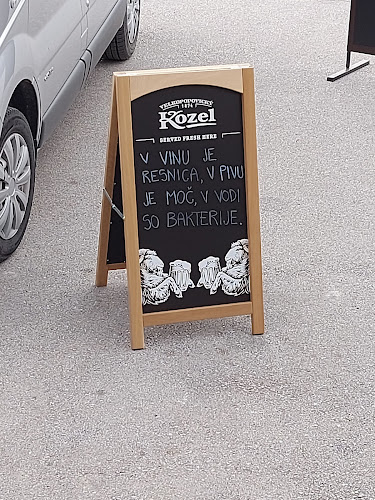 VELKOPOPOVICKÝ
1874
Kozel
SERVED FRESH HERE
V VINU JE
RESNICA, V PIVU
JE MOČ, V VODI
SO BAKTERIJE.